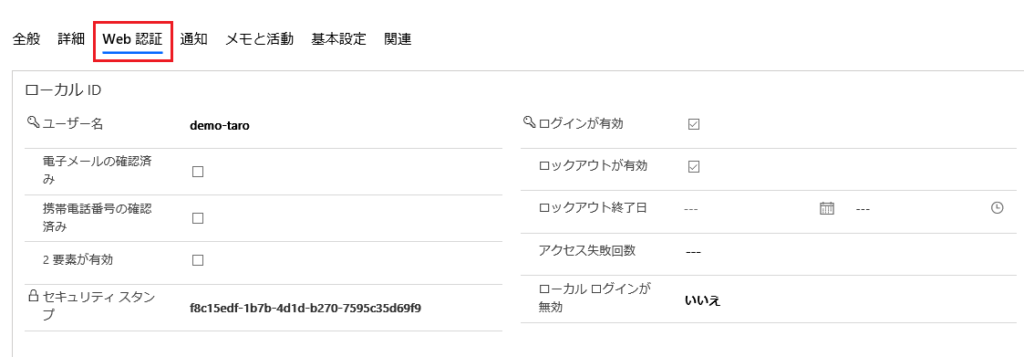 全般 詳細 Web 認証 通知 メモと活動 基本設定 関連
ローカル ID
ユーザー名 demo-taro
ログインが有効
電子メールの確認済
み
ロックアウトが有効
携帯電話番号の確認
済み
ロックアウト終了日 --- ---
2 要素が有効
アクセス失敗回数 ---
セキュリティ スタン
プ
f8c15edf-1b7b-4d1d-b270-7595c35d69f9
ローカル ログインが
無効
いいえ